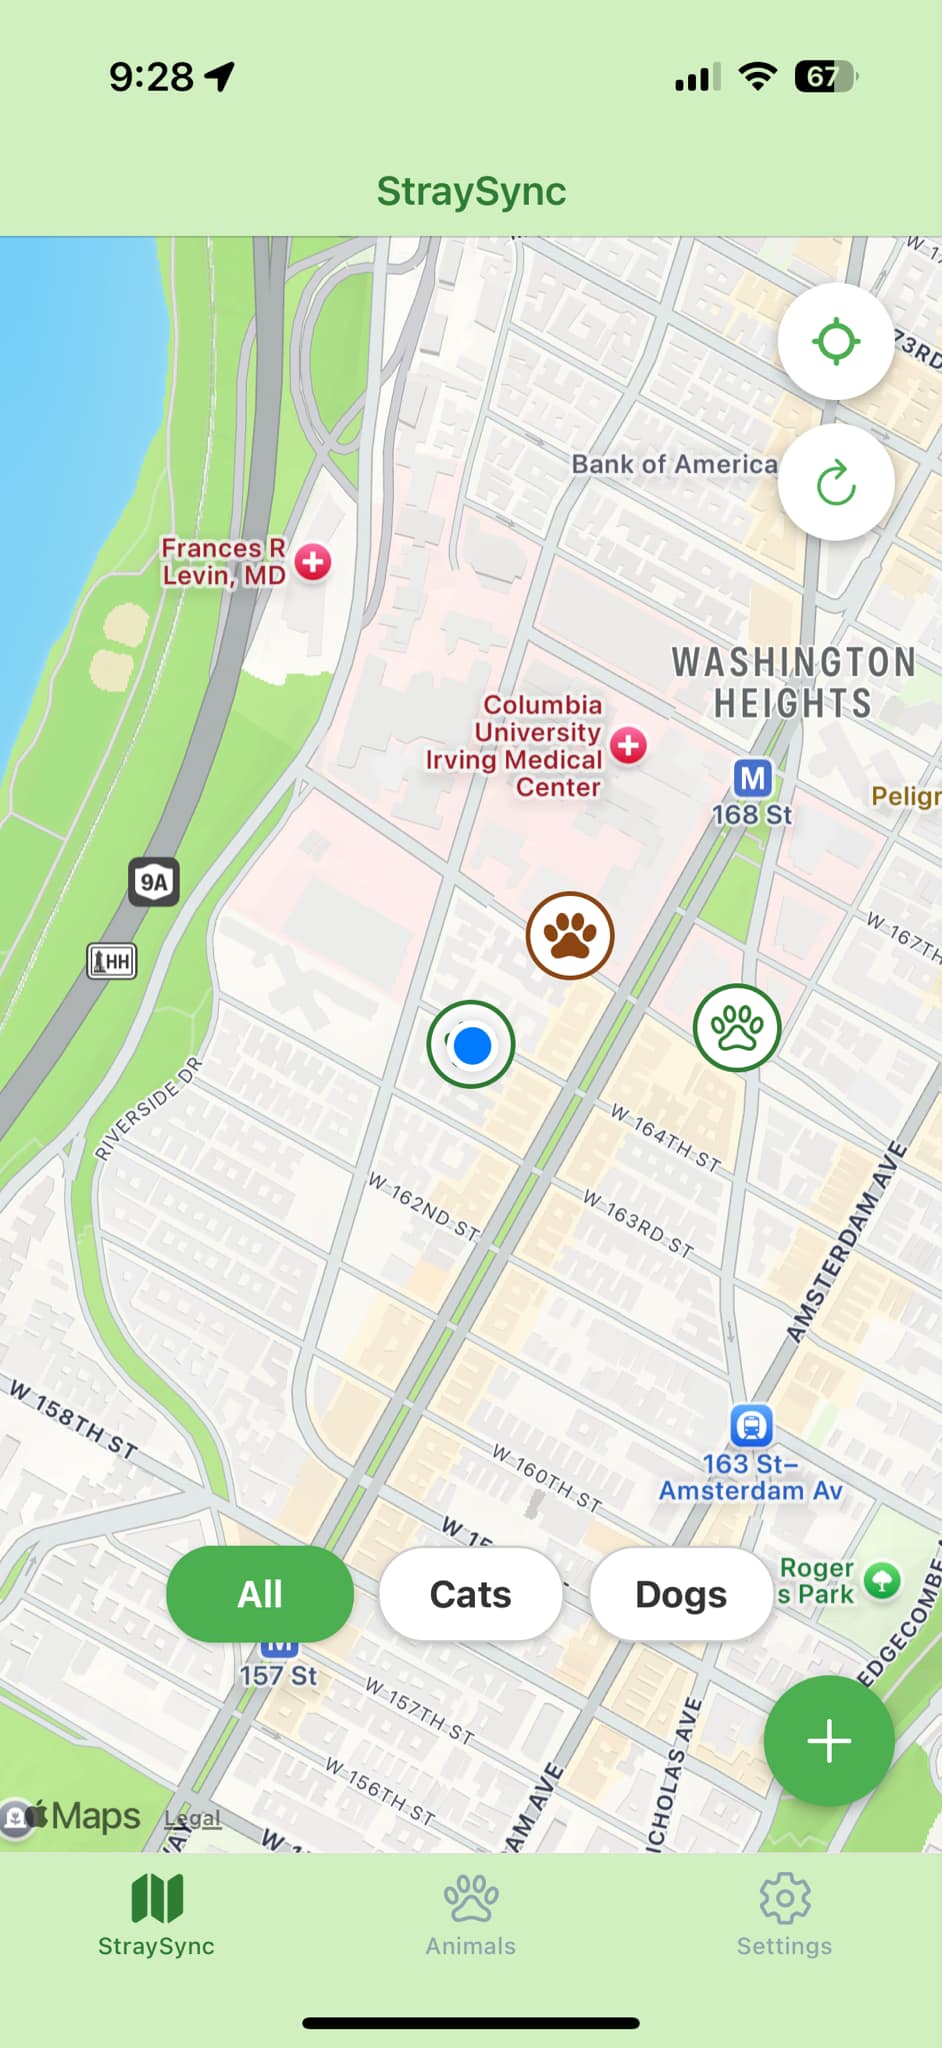 9:28
67
StraySync
W 17
73RD
Bank of America
Frances R
Levin, MD
WASHINGTON
HEIGHTS
Columbia
University
Irving Medical
Center
M
168 St
Peligr
9A
HH
W 167TH
RIVERSIDE DR
W 164TH ST
W 162ND ST
W 163RD ST
AMSTERDAM AVE
W 158TH ST
163 St–
Amsterdam Av
W 160TH ST
W 15
All
Cats
Dogs
Roger
s Park
EDGECOMBE
M
157 St
W 157TH ST
W 156TH ST
ICHOLAS AVE
AM AVE
Maps
Legal
WAY
W 1
StraySync
Animals
Settings